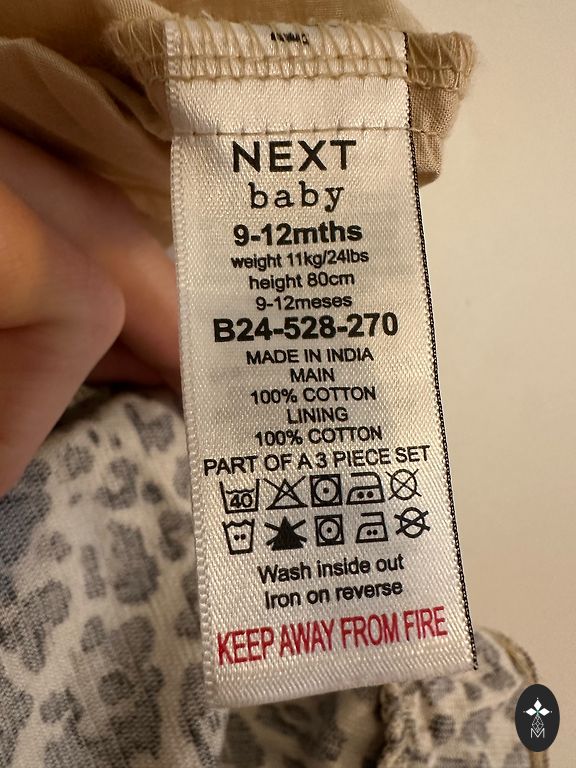 NEXT
baby
9-12mths
weight 11kg/24lbs
height 80cm
9-12meses
B24-528-270
MADE IN INDIA
MAIN
100% COTTON
LINING
100% COTTON
PART OF A 3 PIECE SET
40
Wash inside out
Iron on reverse
KEEP AWAY FROM FIRE
M